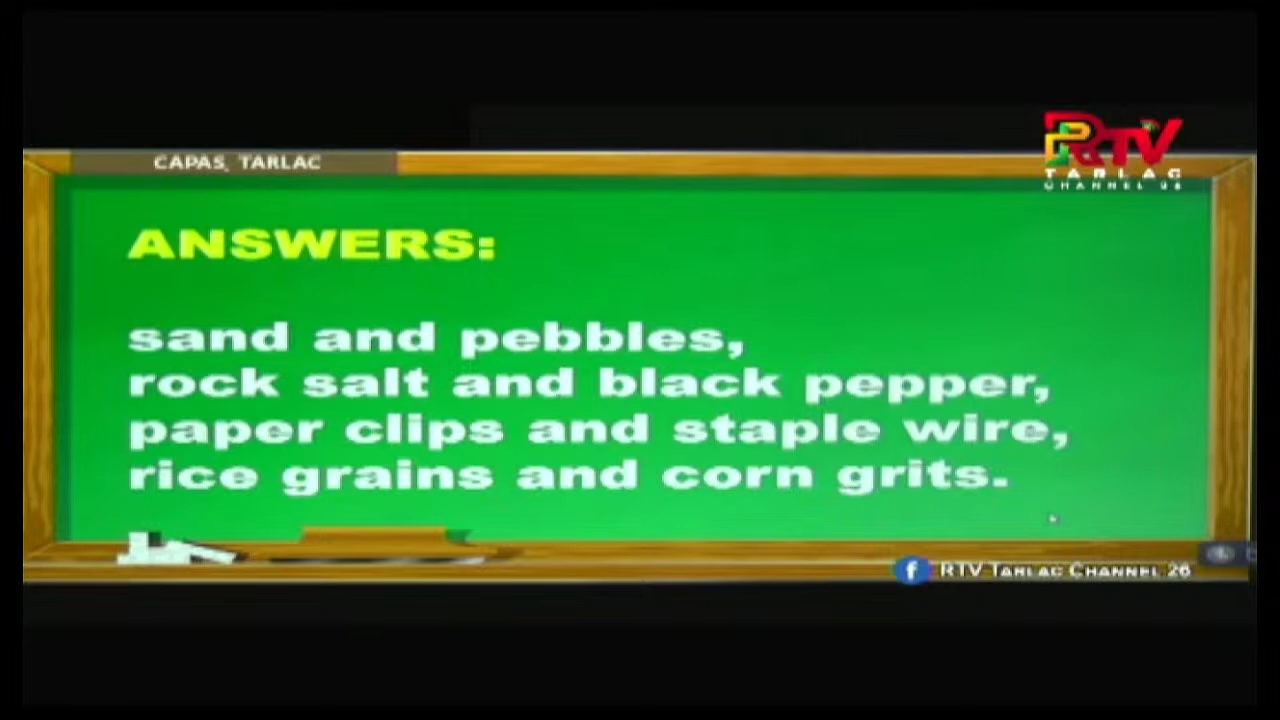 RTV
TARLAC
CHANNEL 26
CAPAS, TARLAC
ANSWERS:
sand and pebbles,
rock salt and black pepper,
paper clips and staple wire,
rice grains and corn grits.
f RTV TARLAC CHANNEL 26